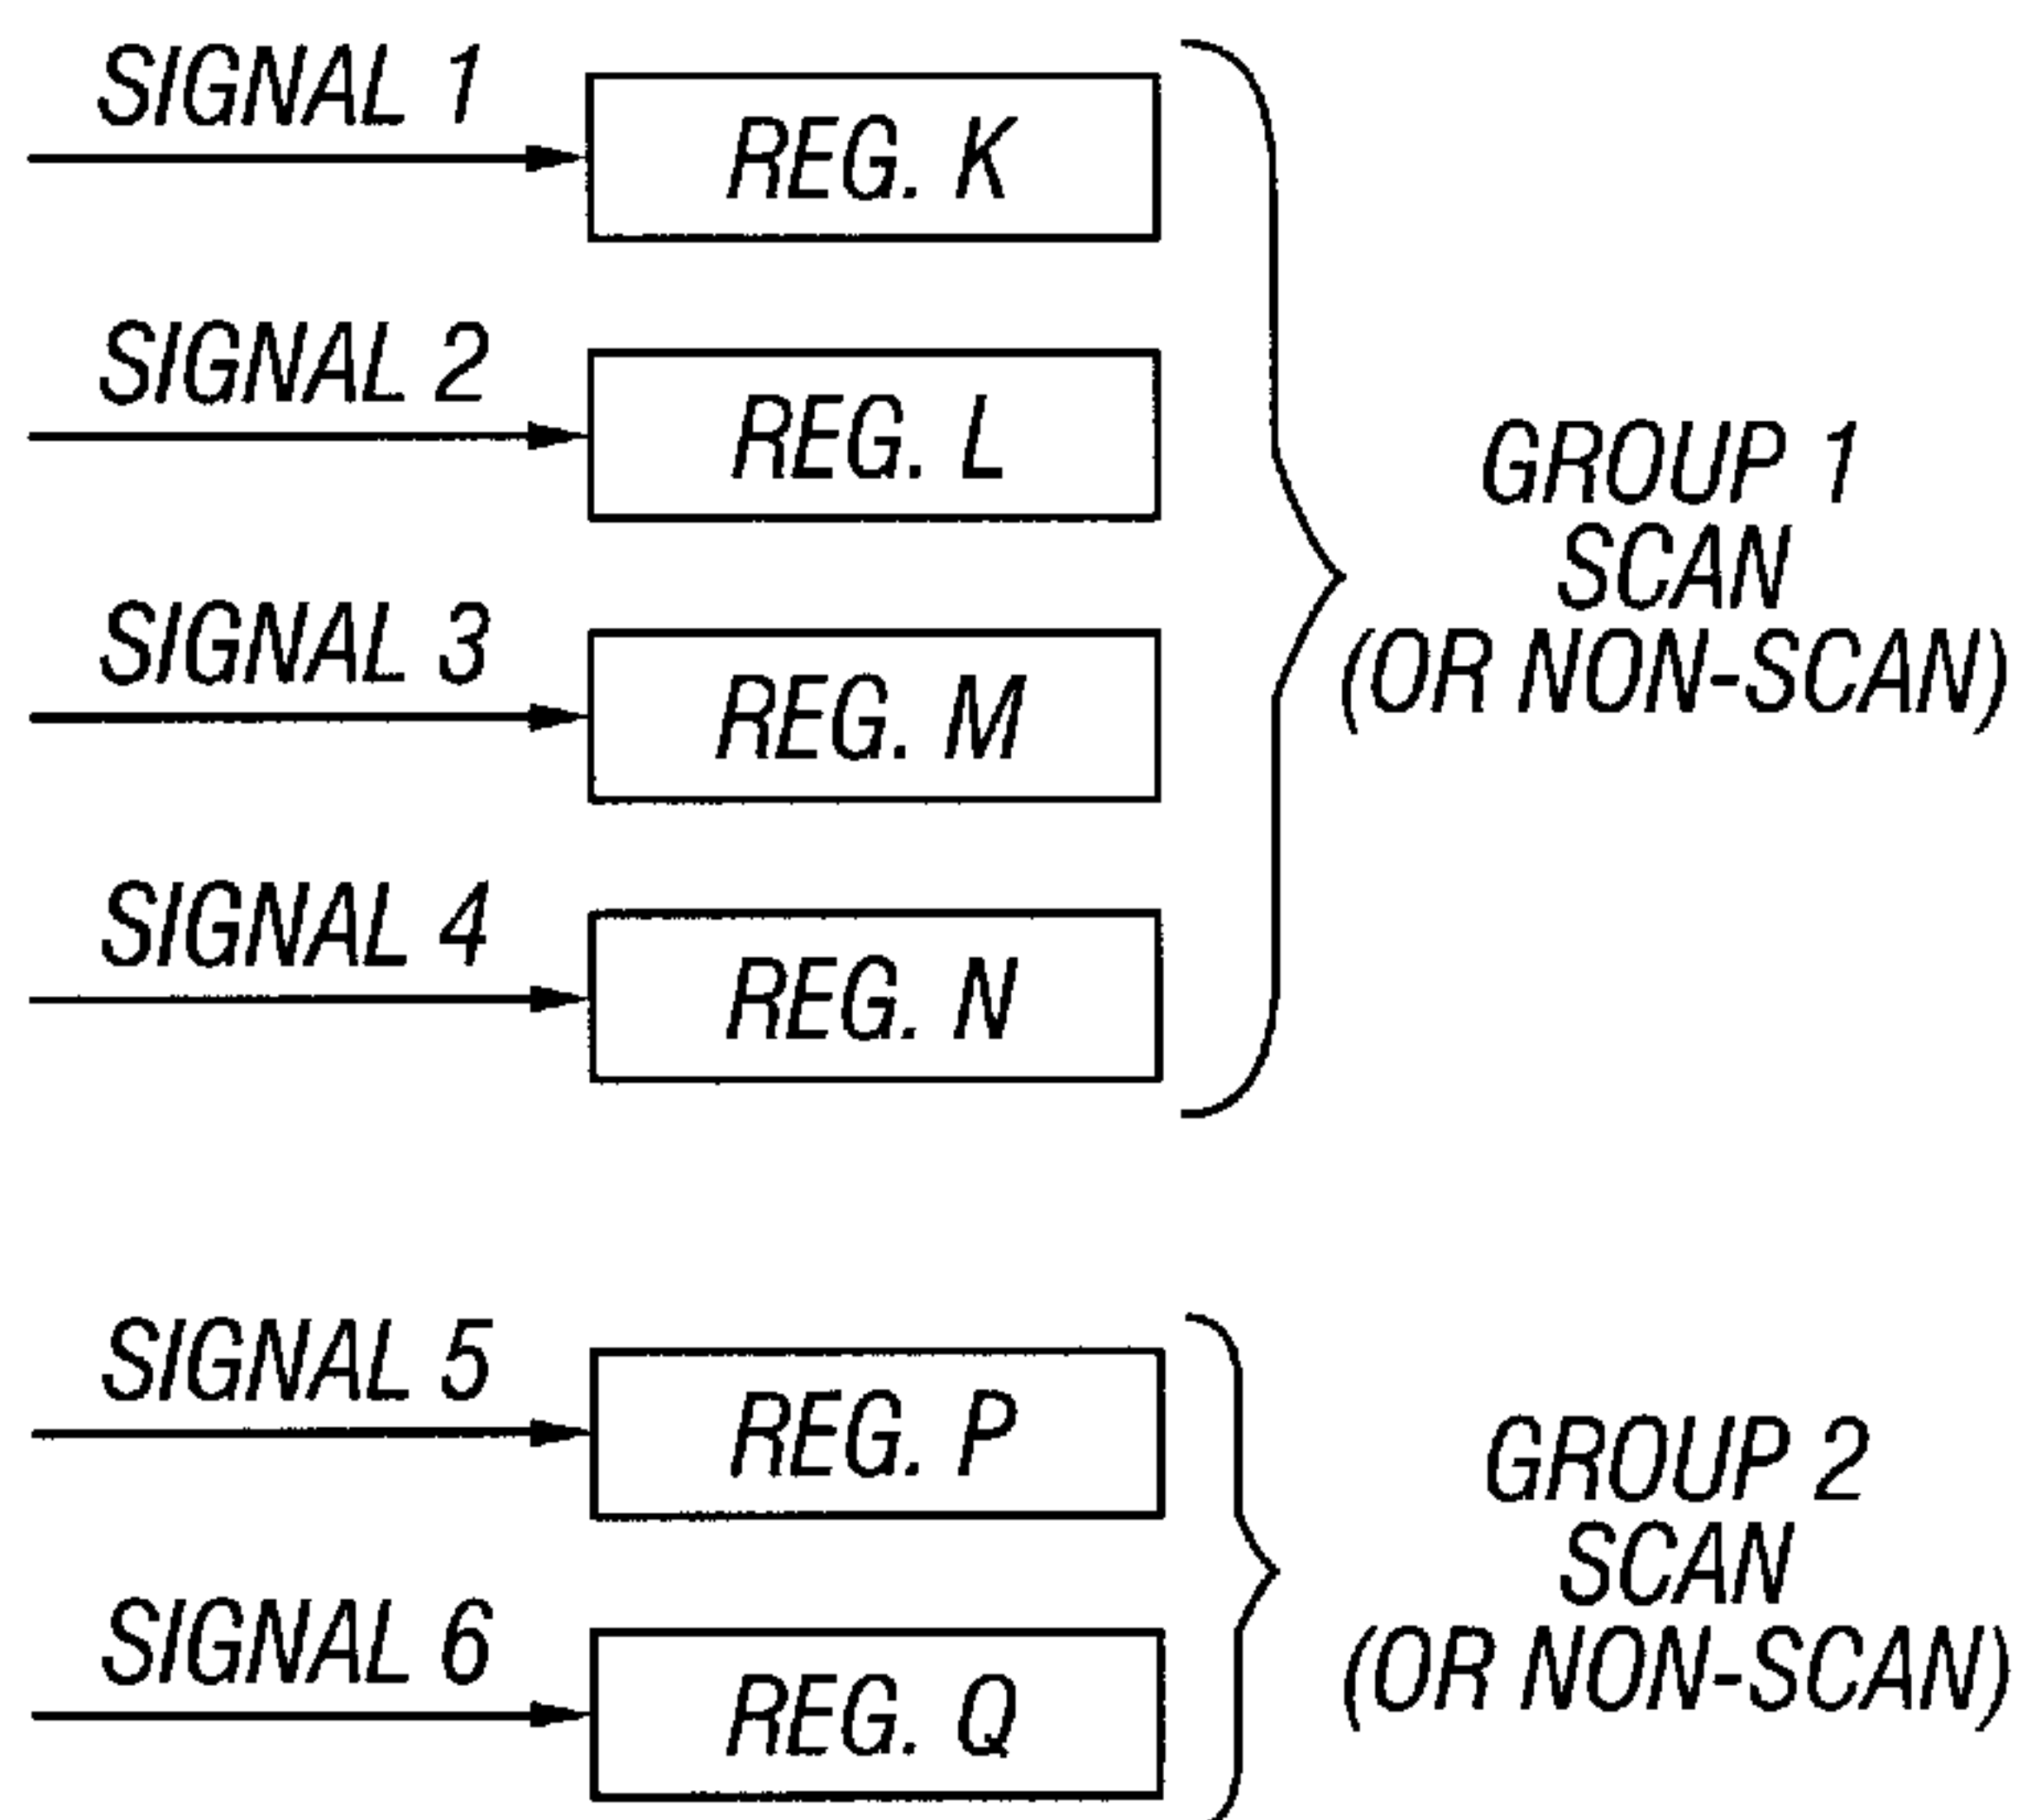 SIGNAL 1
REG. K
SIGNAL 2
REG. L
SIGNAL 3
REG. M
SIGNAL 4
REG. N
GROUP 1
SCAN
(OR NON-SCAN)
SIGNAL 5
REG. P
SIGNAL 6
REG. Q
GROUP 2
SCAN
(OR NON-SCAN)